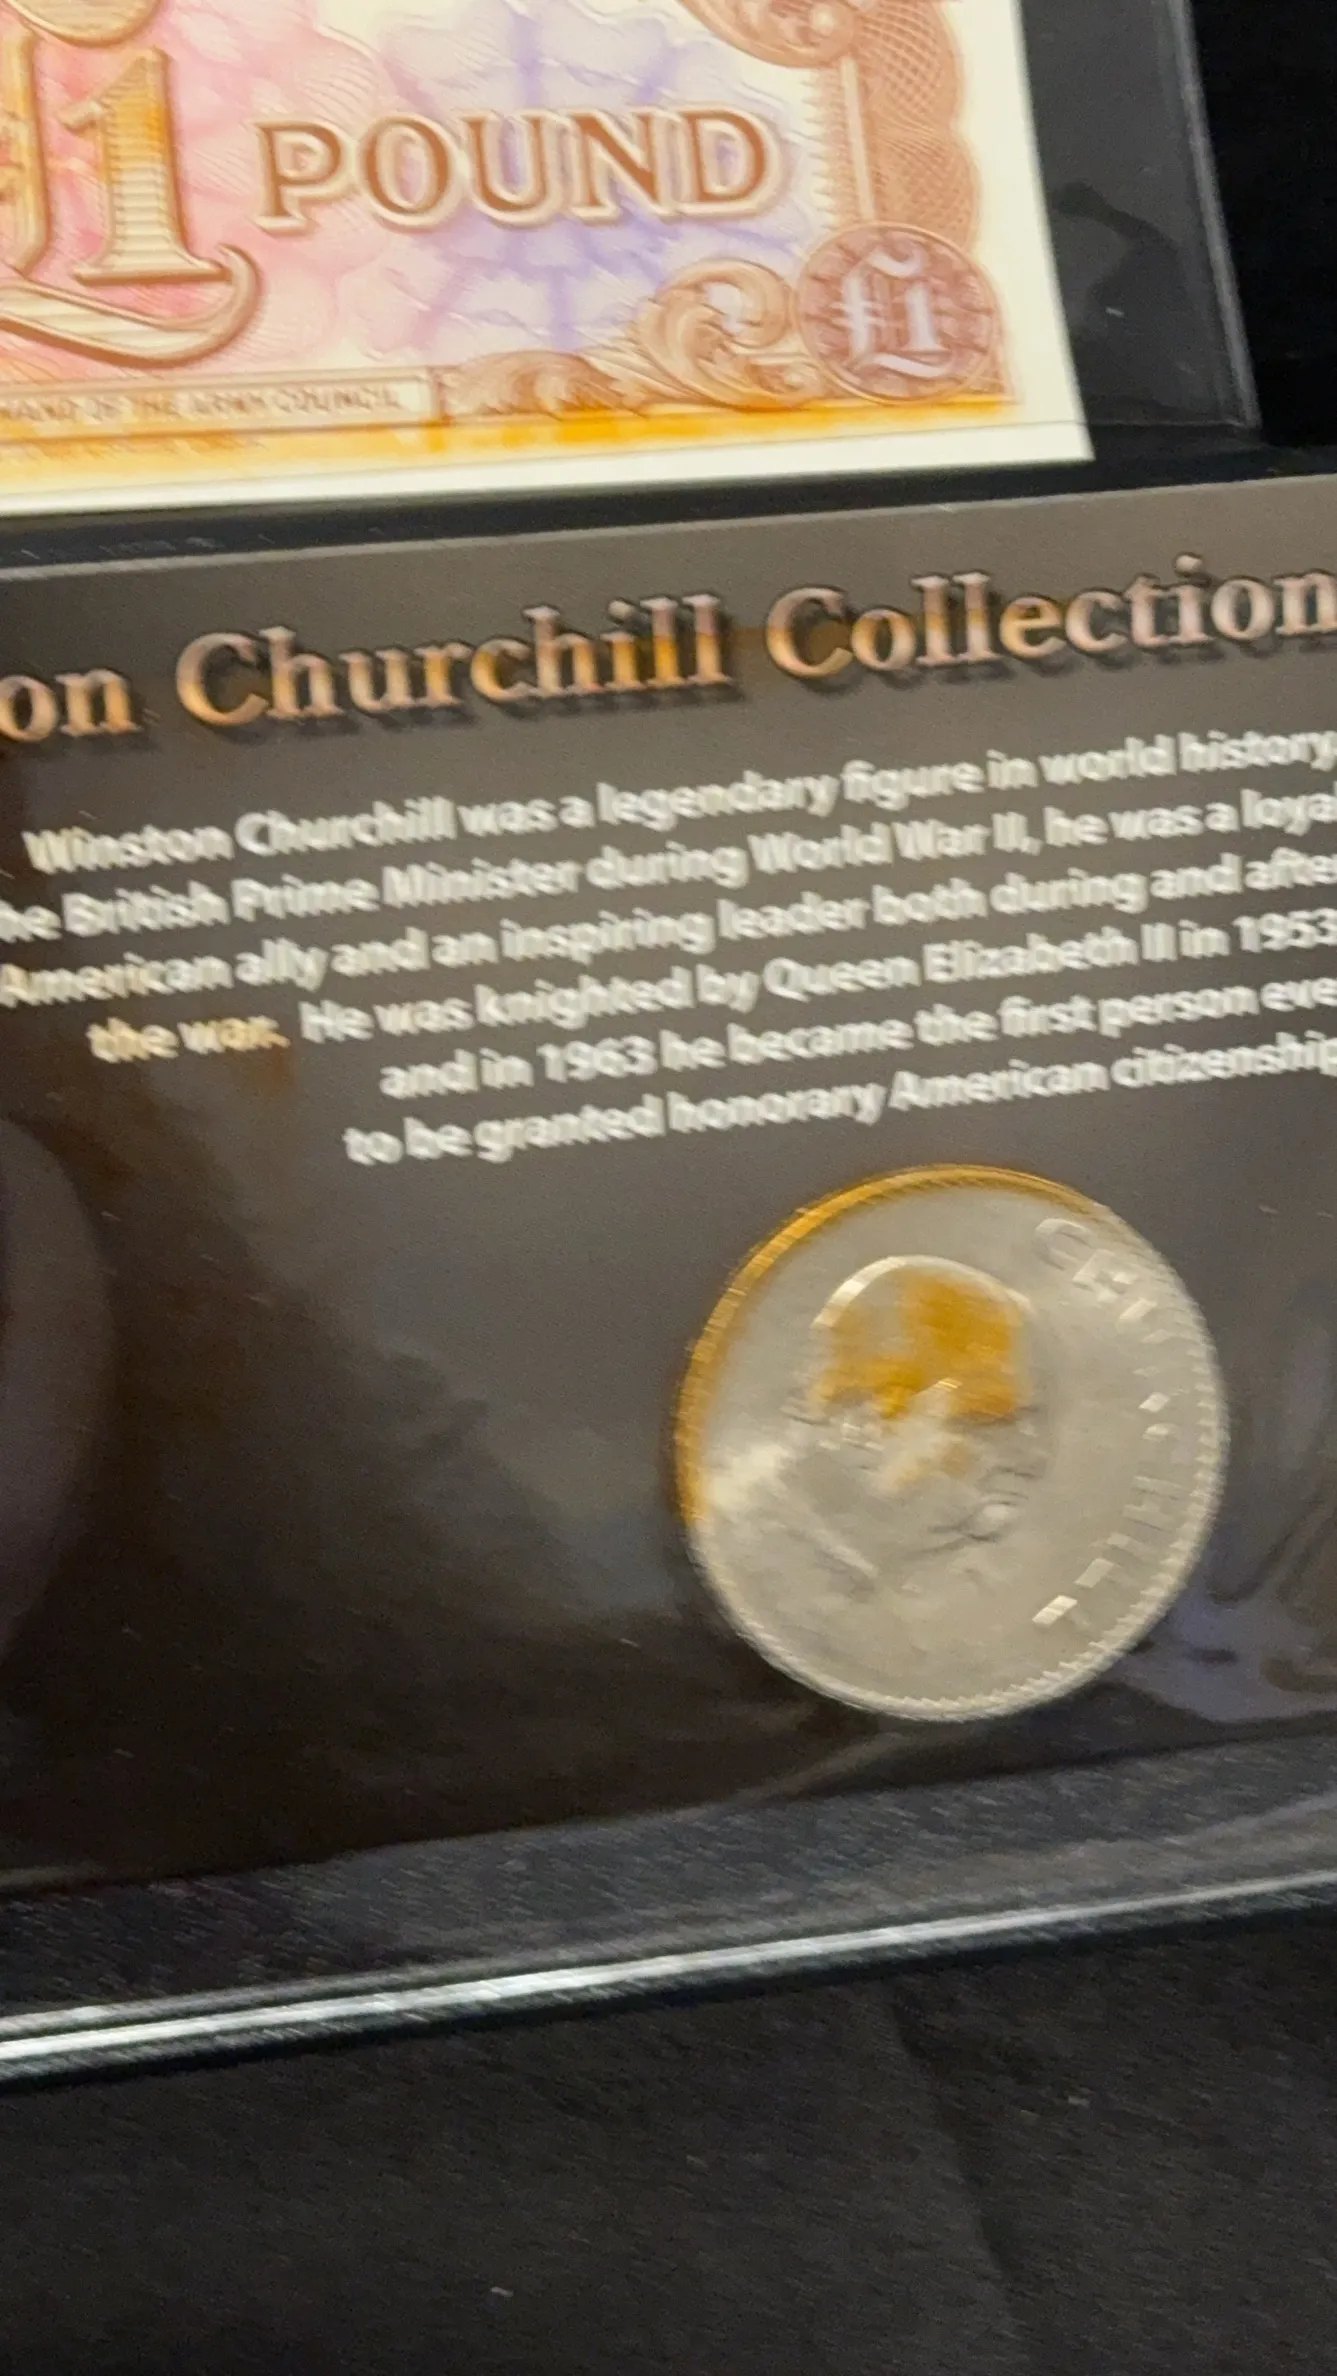 £1 POUND
£1
HAND OF THE ARMY COUNCIL
on Churchill Collection
Winston Churchill was a legendary figure in world history.
he British Prime Minister during World War II, he was a loyal
American ally and an inspiring leader both during and after
the war. He was knighted by Queen Elizabeth II in 1953
and in 1963 he became the first person eve
to be granted honorary American citizenship
CHURCHILL